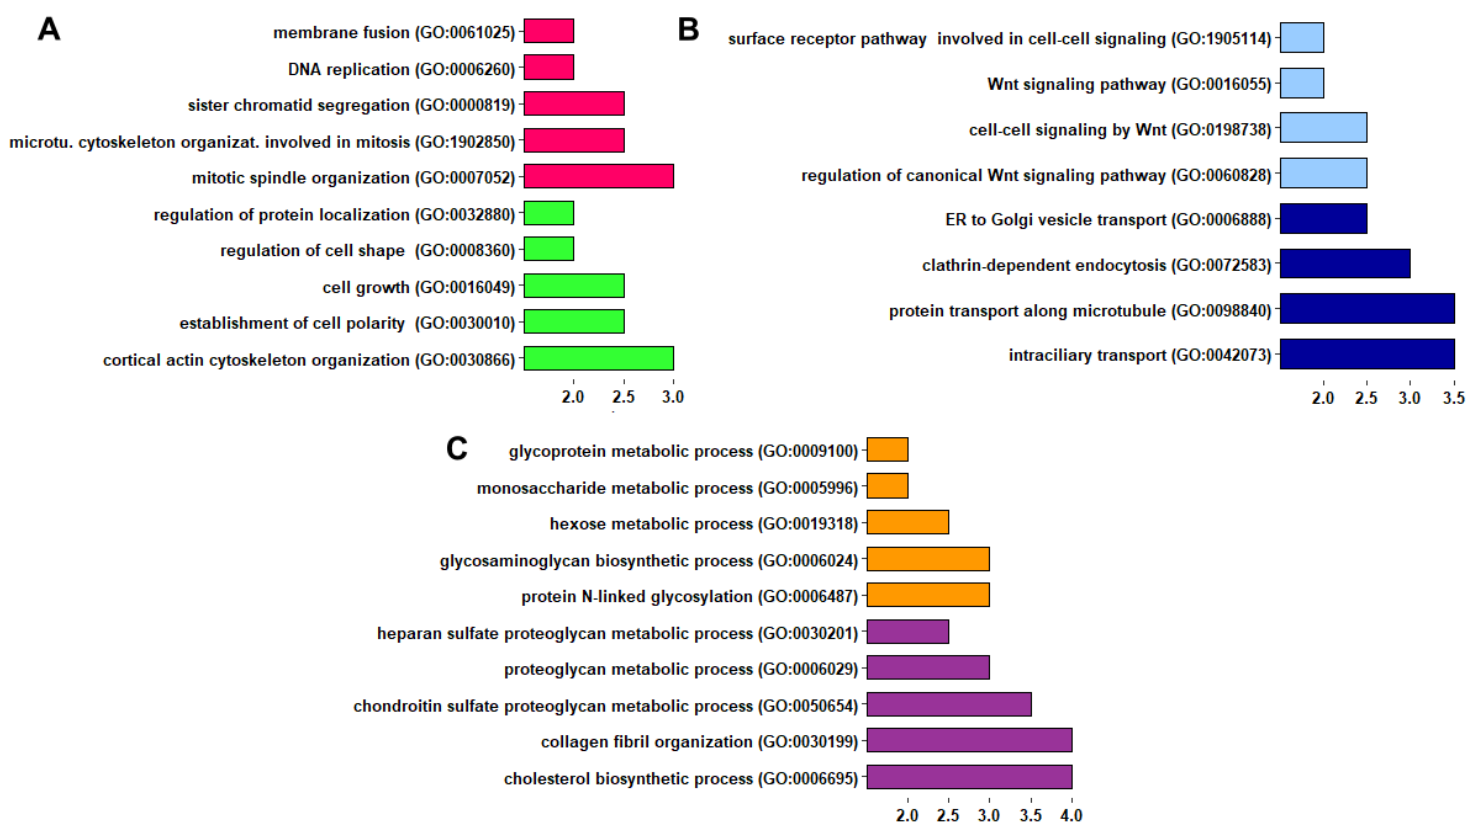 A
membrane fusion (GO:0061025)
DNA replication (GO:0006260)
sister chromatid segregation (GO:0000819)
microtu. cytoskeleton organizat. involved in mitosis (GO:1902850)
mitotic spindle organization (GO:0007052)
regulation of protein localization (GO:0032880)
regulation of cell shape (GO:0008360)
cell growth (GO:0016049)
establishment of cell polarity (GO:0030010)
cortical actin cytoskeleton organization (GO:0030866)
2.0 2.5 3.0
B
surface receptor pathway involved in cell-cell signaling (GO:1905114)
Wnt signaling pathway (GO:0016055)
cell-cell signaling by Wnt (GO:0198738)
regulation of canonical Wnt signaling pathway (GO:0060828)
ER to Golgi vesicle transport (GO:0006888)
clathrin-dependent endocytosis (GO:0072583)
protein transport along microtubule (GO:0098840)
intraciliary transport (GO:0042073)
2.0 2.5 3.0 3.5
C
glycoprotein metabolic process (GO:0009100)
monosaccharide metabolic process (GO:0005996)
hexose metabolic process (GO:0019318)
glycosaminoglycan biosynthetic process (GO:0006024)
protein N-linked glycosylation (GO:0006487)
heparan sulfate proteoglycan metabolic process (GO:0030201)
proteoglycan metabolic process (GO:0006029)
chondroitin sulfate proteoglycan metabolic process (GO:0050654)
collagen fibril organization (GO:0030199)
cholesterol biosynthetic process (GO:0006695)
2.0 2.5 3.0 3.5 4.0